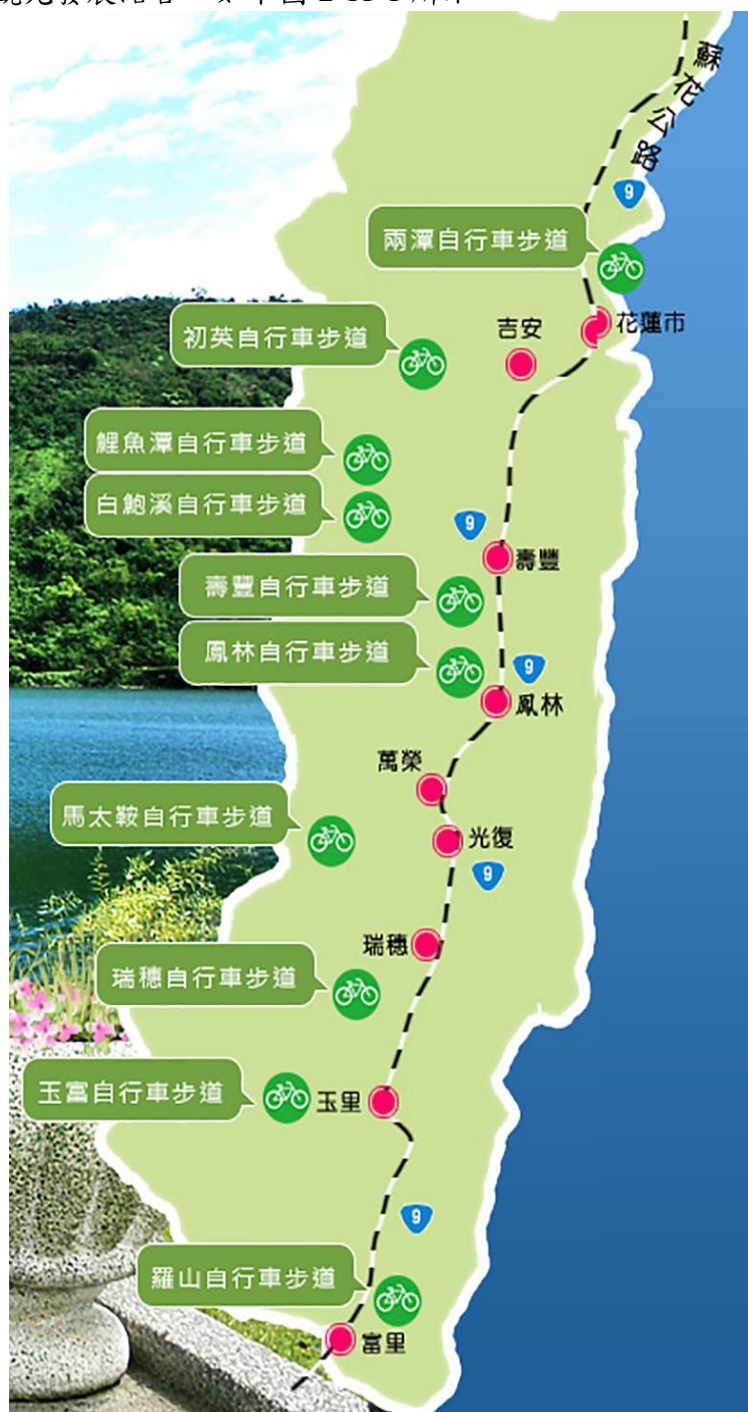 蘇花公路
9
兩潭自行車步道
花蓮市
初英自行車步道
吉安
鯉魚潭自行車步道
白鮑溪自行車步道
9
壽豐
壽豐自行車步道
鳳林自行車步道
9
鳳林
萬榮
馬太鞍自行車步道
光復
9
瑞穗
瑞穗自行車步道
玉富自行車步道
玉里
9
羅山自行車步道
富里